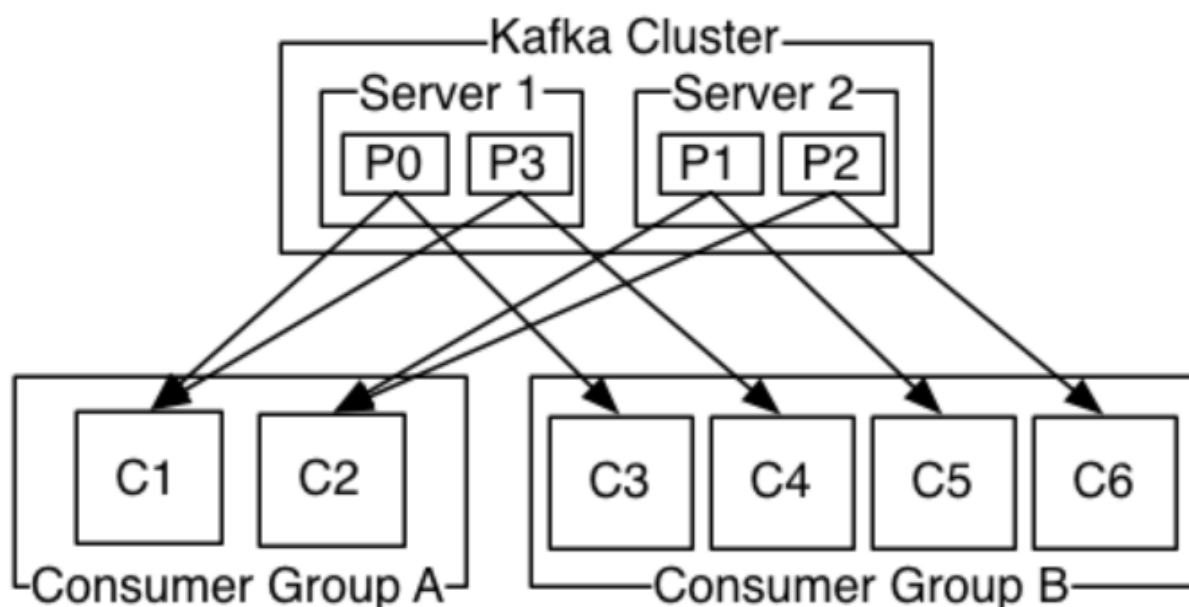 Kafka Cluster
Server 1
Server 2
P0
P3
P1
P2
C1
C2
C3
C4
C5
C6
Consumer Group A
Consumer Group B